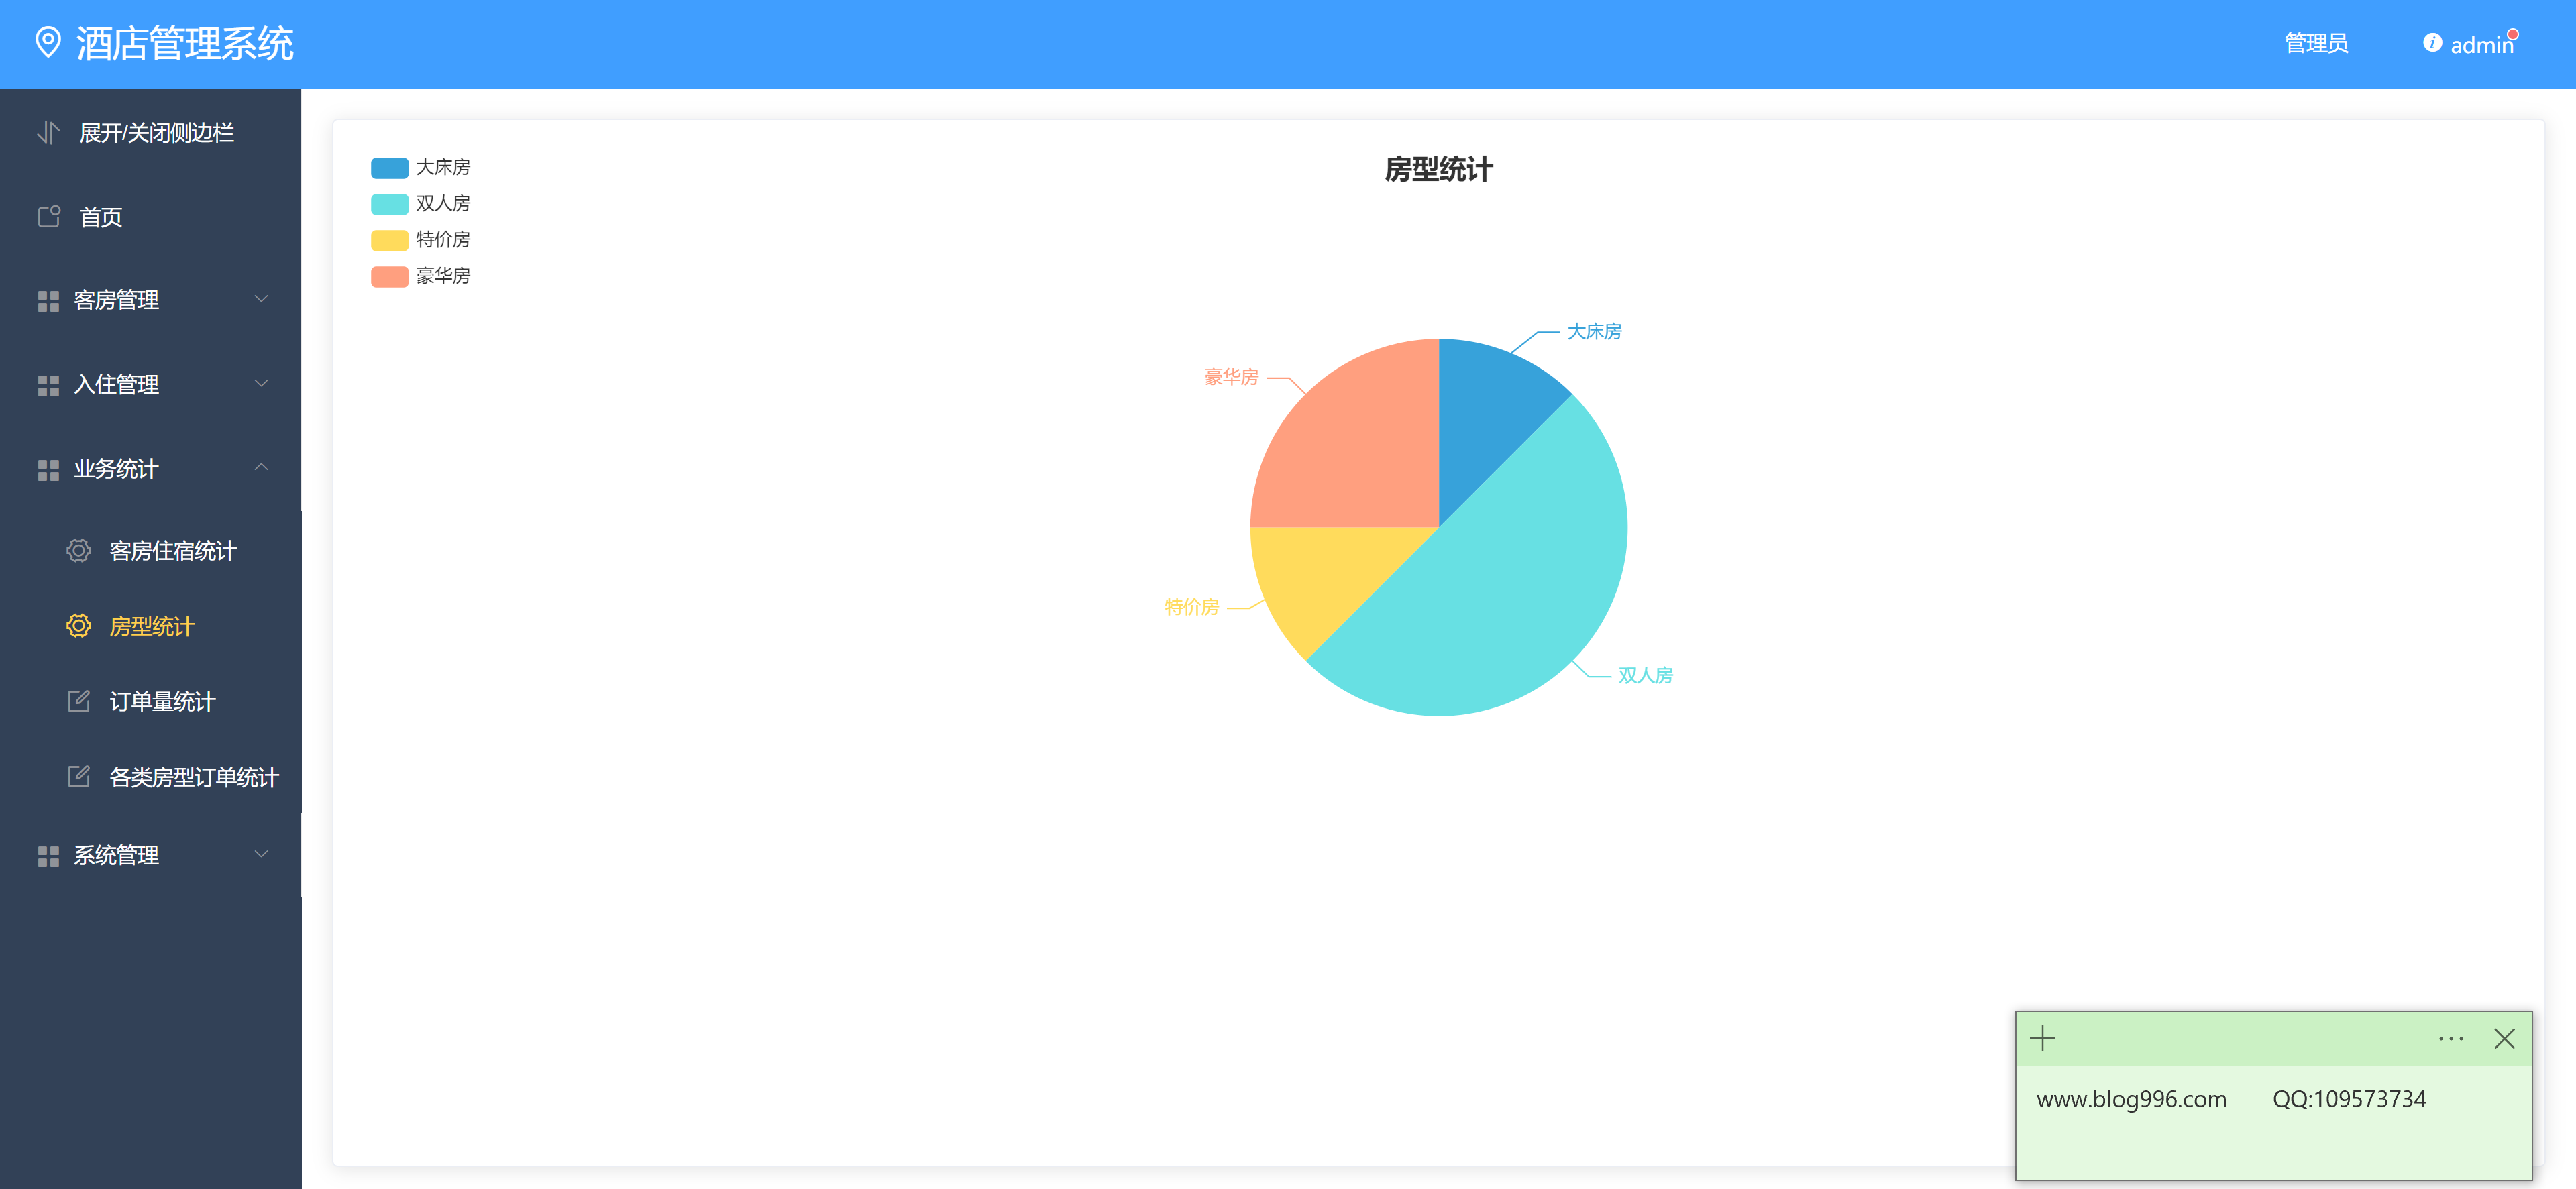 酒店管理系统
管理员 admin
展开/关闭侧边栏
首页
客房管理
入住管理
业务统计
客房住宿统计
房型统计
订单量统计
各类房型订单统计
系统管理
房型统计
大床房
双人房
特价房
豪华房
大床房
豪华房
特价房
双人房
www.blog996.com QQ:109573734